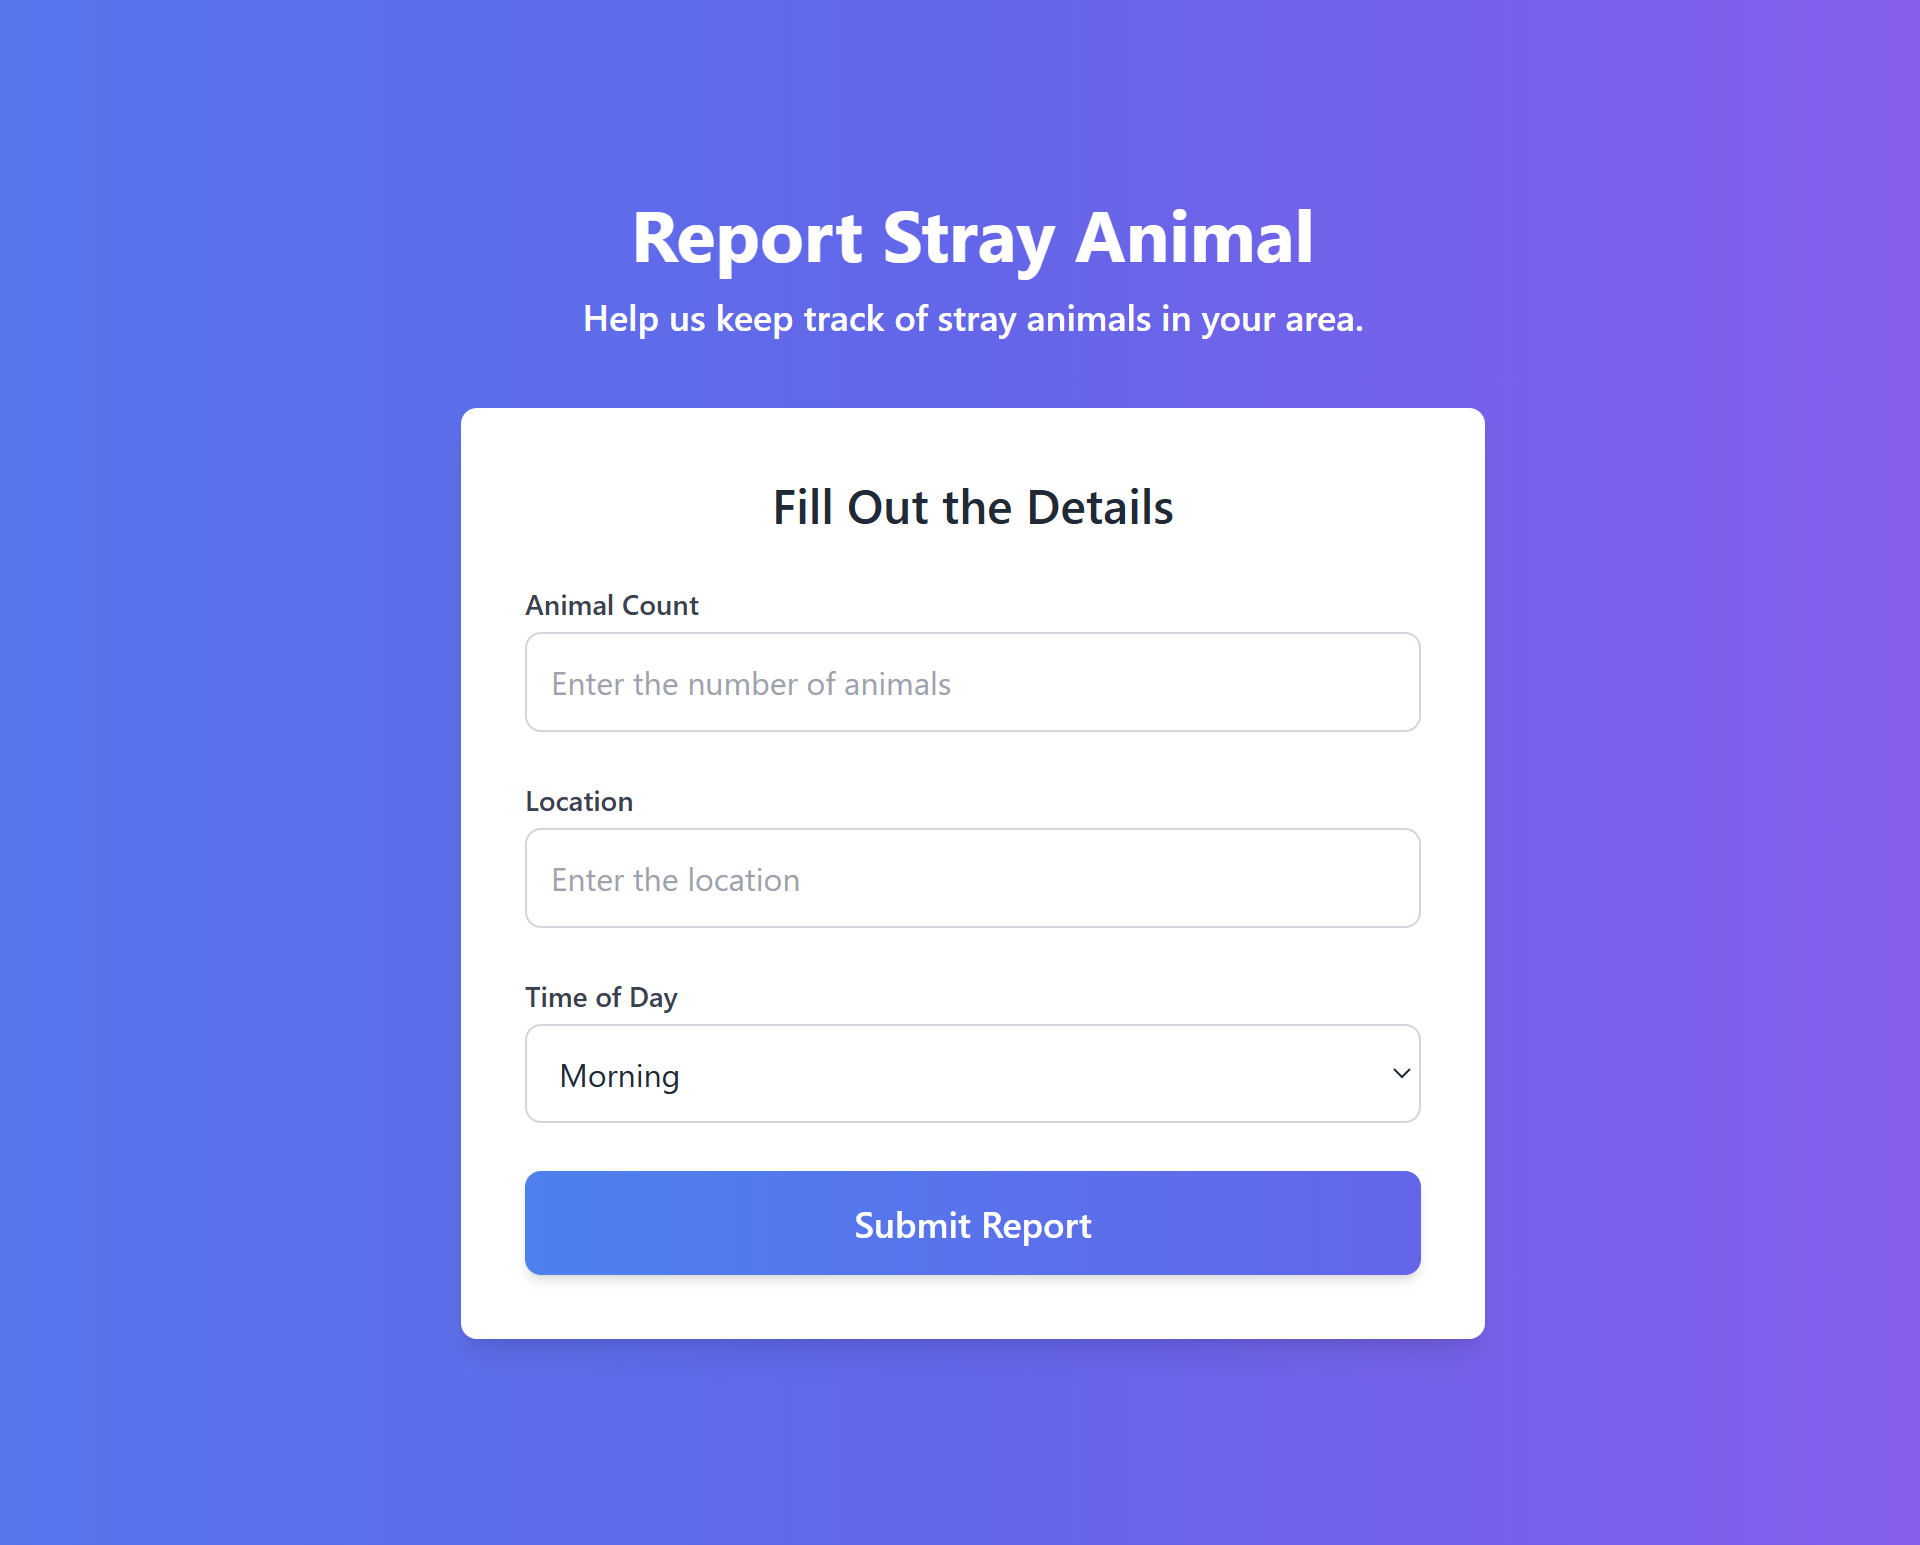 Report Stray Animal
Help us keep track of stray animals in your area.
Fill Out the Details
Animal Count
Enter the number of animals
Location
Enter the location
Time of Day
Morning
Submit Report